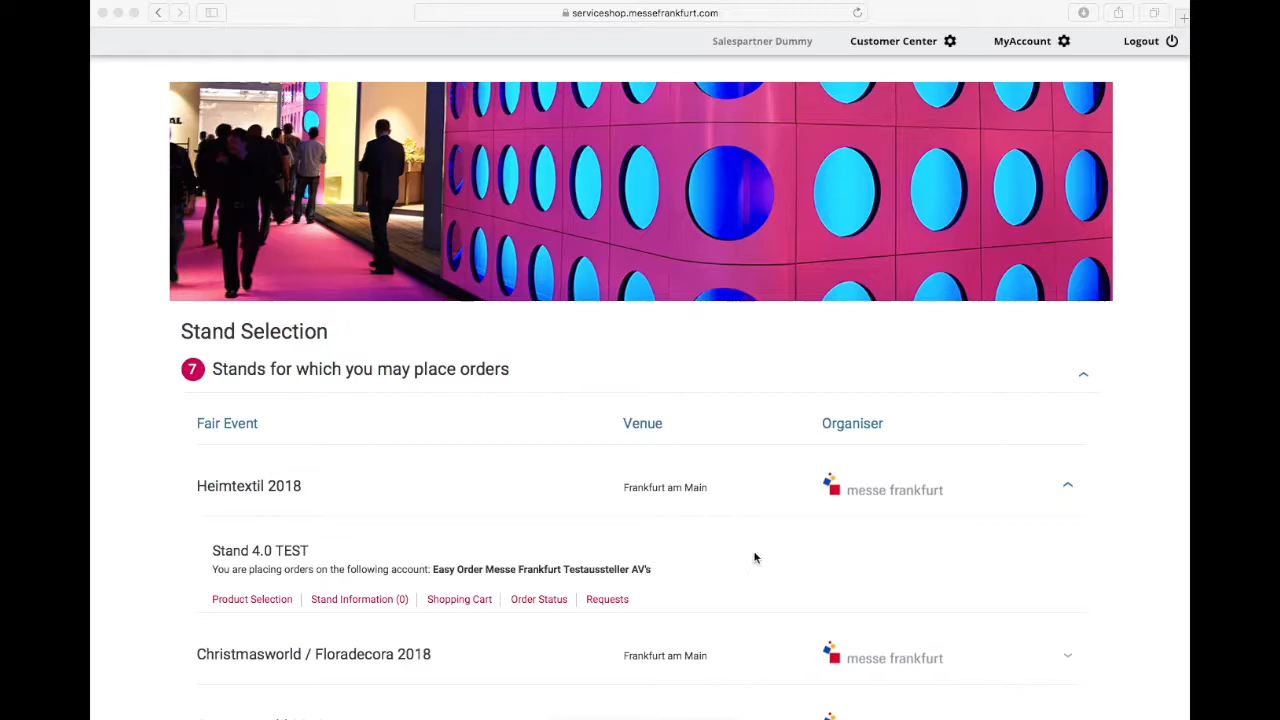 serviceshop.messefrankfurt.com
Salespartner Dummy Customer Center MyAccount Logout
AL
Stand Selection
7 Stands for which you may place orders
Fair Event Venue Organiser
Heimtextil 2018 Frankfurt am Main messe frankfurt
Stand 4.0 TEST
You are placing orders on the following account: Easy Order Messe Frankfurt Testaussteller AV's
Product Selection Stand Information (0) Shopping Cart Order Status Requests
Christmasworld / Floradecora 2018 Frankfurt am Main messe frankfurt